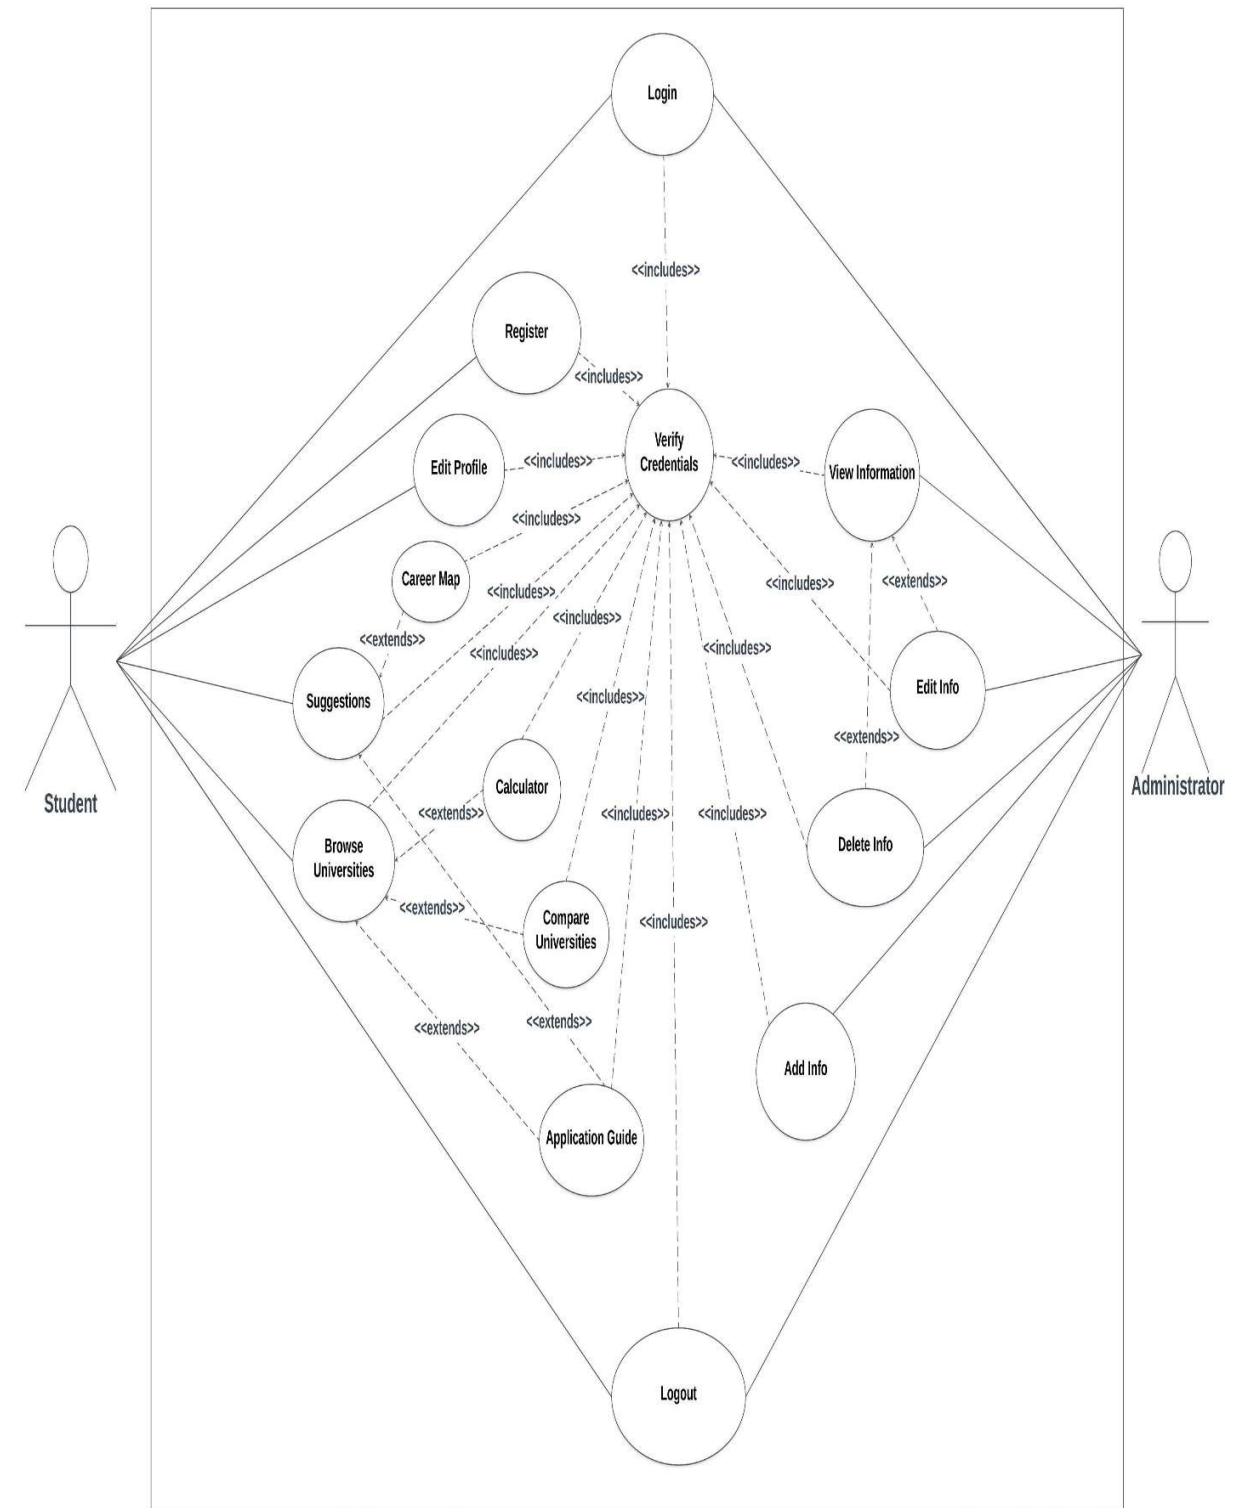 Login
<<includes>>
Register
<<includes>>
Verify
Credentials
Edit Profile
<<includes>>
<<includes>>
View Information
<<includes>>
Career Map
<<includes>>
<<includes>>
<<extends>>
<<includes>>
<<extends>>
<<includes>>
<<includes>>
Suggestions
<<includes>>
Edit Info
<<extends>>
Calculator
<<extends>>
<<includes>>
<<includes>>
Student
Administrator
Browse
Universities
Delete Info
<<extends>>
Compare
Universities
<<includes>>
<<extends>>
<<extends>>
Add Info
Application Guide
Logout